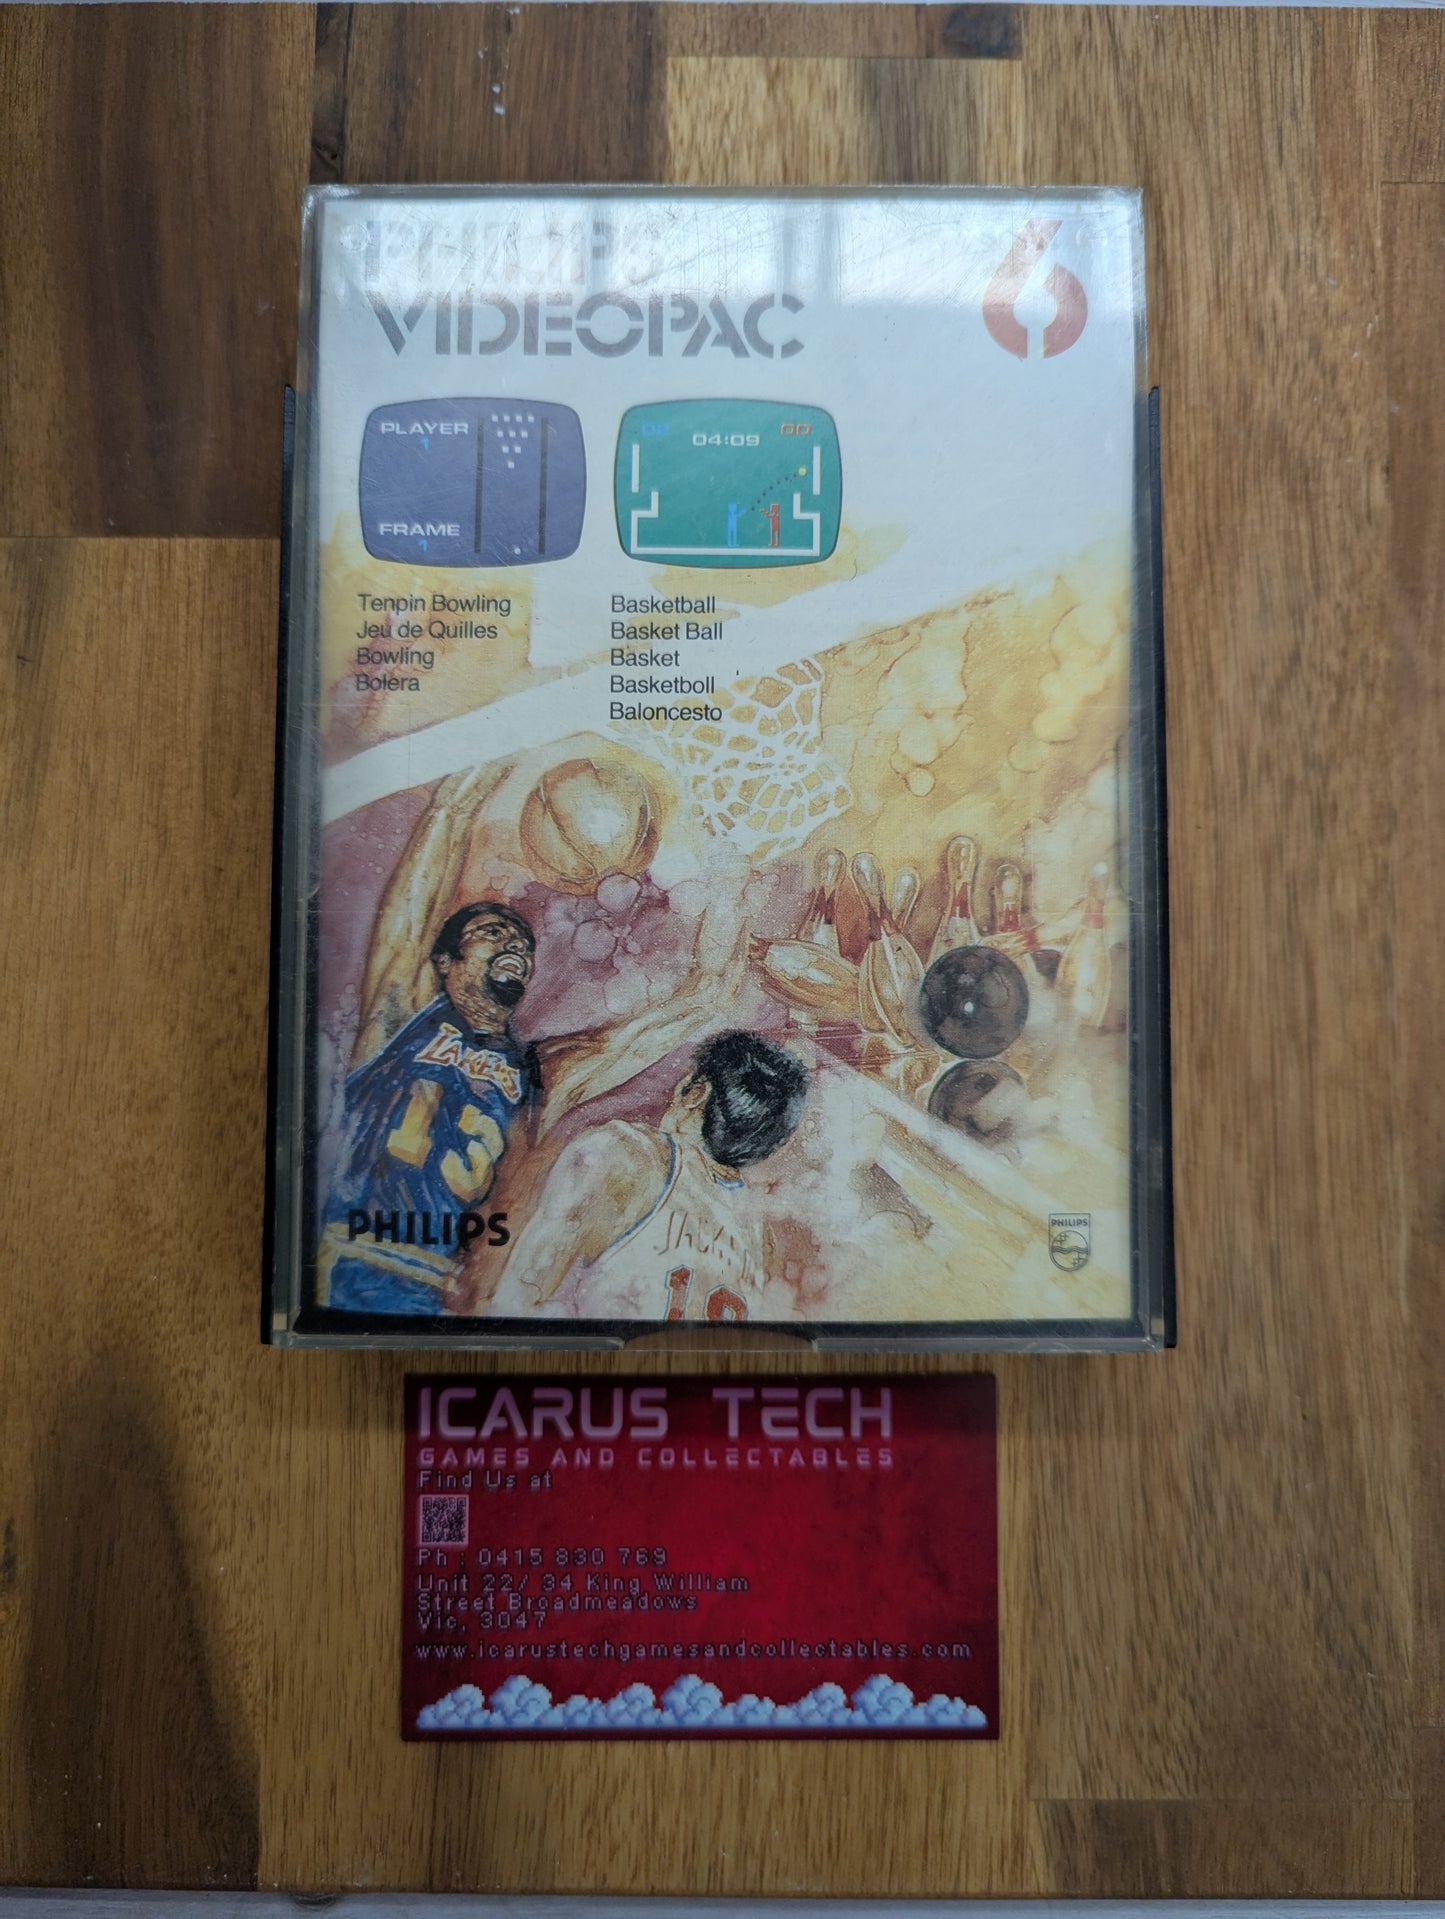 PHILIPS
VIDEOPAC
6
PLAYER
1
FRAME
1
02
04:09
00
Tenpin Bowling
Jeu de Quilles
Bowling
Bolera
Basketball
Basket Ball
Basket
Basketboll
Baloncesto
LAKERS
13
PHILIPS
PHILIPS
ICARUS TECH
GAMES AND COLLECTABLES
Find Us at
Ph : 0415 830 769
Unit 22/ 34 King William
Street Broadmeadows
Vic, 3047
www.icarustechgamesandcollectables.com